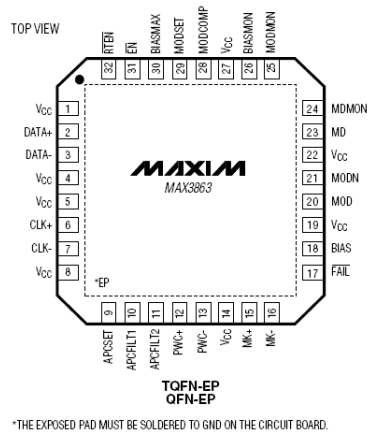 TOP VIEW
RTEN
EN
BIASMAX
MODSET
MODCOMP
VCC
BIASMON
MODMON
32 31 30 29 28 27 26 25
VCC 1
DATA+ 2
DATA- 3
VCC 4
VCC 5
CLK+ 6
CLK- 7
VCC 8
MAXIM
MAX3863
*EP
24 MDMON
23 MD
22 VCC
21 MODN
20 MOD
19 VCC
18 BIAS
17 FAIL
9 10 11 12 13 14 15 16
APCSET
APCFILT1
APCFILT2
PWC+
PWC-
VCC
MK+
MK-
TQFN-EP
QFN-EP
*THE EXPOSED PAD MUST BE SOLDERED TO GND ON THE CIRCUIT BOARD.